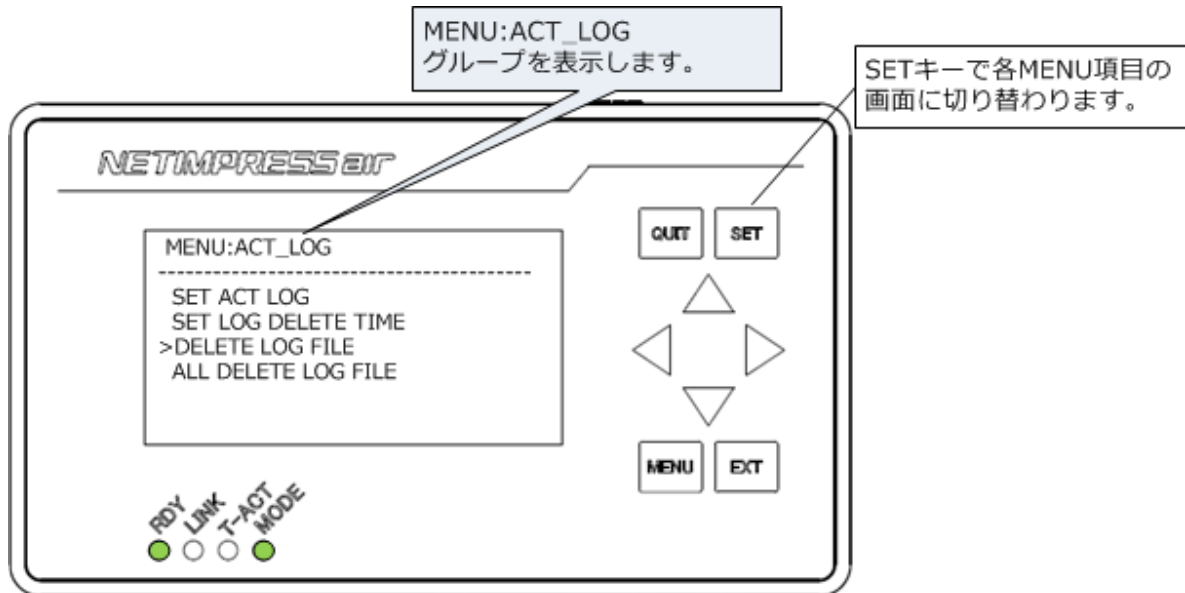 MENU:ACT_LOG
グループを表示します。
SETキーで各MENU項目の
画面に切り替わります。
NETIMPRESS air
MENU:ACT_LOG
--------------------------------------
SET ACT LOG
SET LOG DELETE TIME
>DELETE LOG FILE
ALL DELETE LOG FILE
QUIT SET
MENU EXT
RDY LINK T-ACT MODE